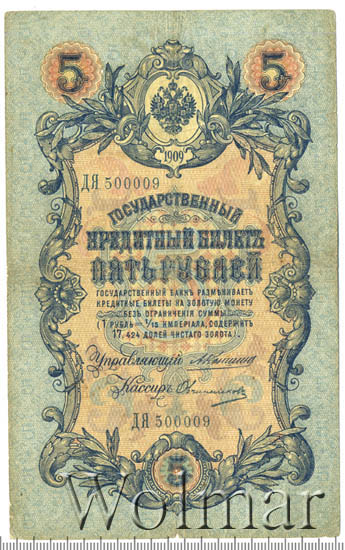 5 5
1909
ДЯ 500009
ГОСУДАРСТВЕННЫЙ
КРЕДИТНЫЙ БИЛЕТЪ
ПЯТЬ РУБЛЕЙ
ГОСУДАРСТВЕННЫЙ БАНКЪ РАЗМѢНИВАЕТЪ
КРЕДИТНЫЕ БИЛЕТЫ НА ЗОЛОТУЮ МОНЕТУ
БЕЗЪ ОГРАНИЧЕНІЯ СУММЫ
(1 РУБЛЬ = 1/15 ИМПЕРІАЛА, СОДЕРЖИТЪ
17,424 ДОЛЕЙ ЧИСТАГО ЗОЛОТА).
Управляющій
Кассиръ
ДЯ 500009
5
Wolmar